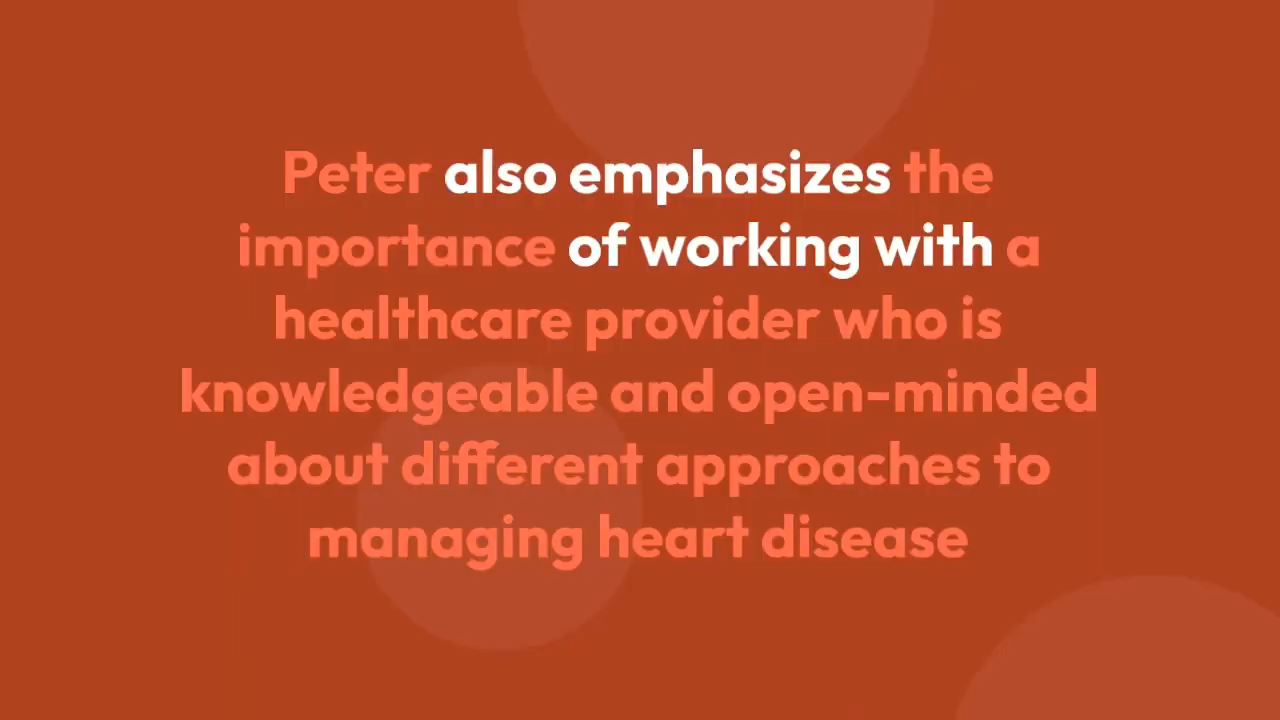 Peter also emphasizes the
importance of working with a
healthcare provider who is
knowledgeable and open-minded
about different approaches to
managing heart disease